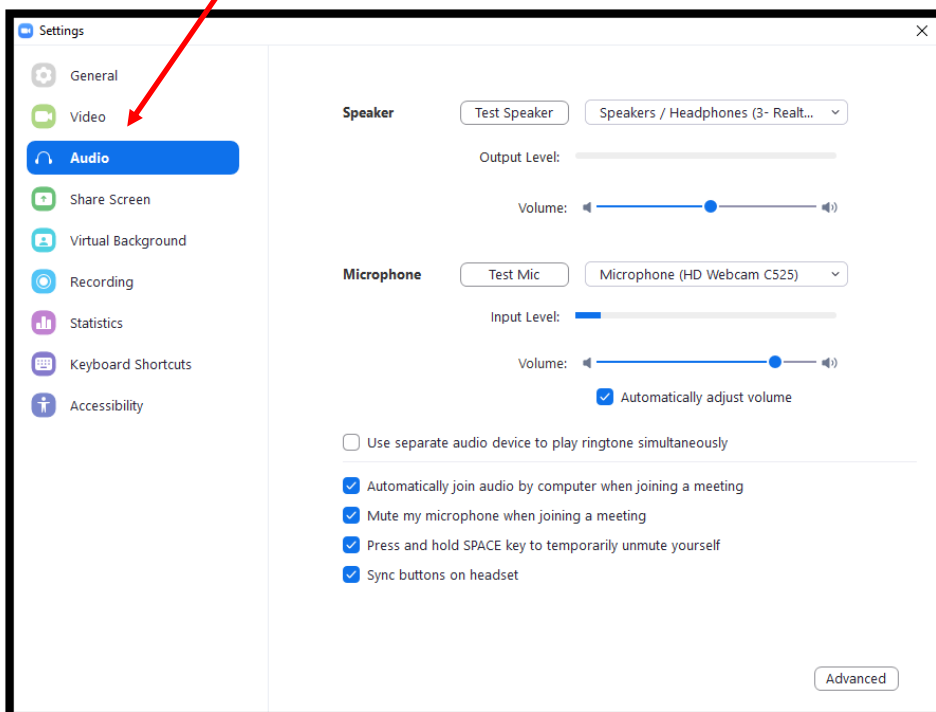 Settings
General
Video
Audio
Share Screen
Virtual Background
Recording
Statistics
Keyboard Shortcuts
Accessibility
Speaker Test Speaker Speakers / Headphones (3- Realt...
Output Level:
Volume:
Microphone Test Mic Microphone (HD Webcam C525)
Input Level:
Volume:
Automatically adjust volume
Use separate audio device to play ringtone simultaneously
Automatically join audio by computer when joining a meeting
Mute my microphone when joining a meeting
Press and hold SPACE key to temporarily unmute yourself
Sync buttons on headset
Advanced